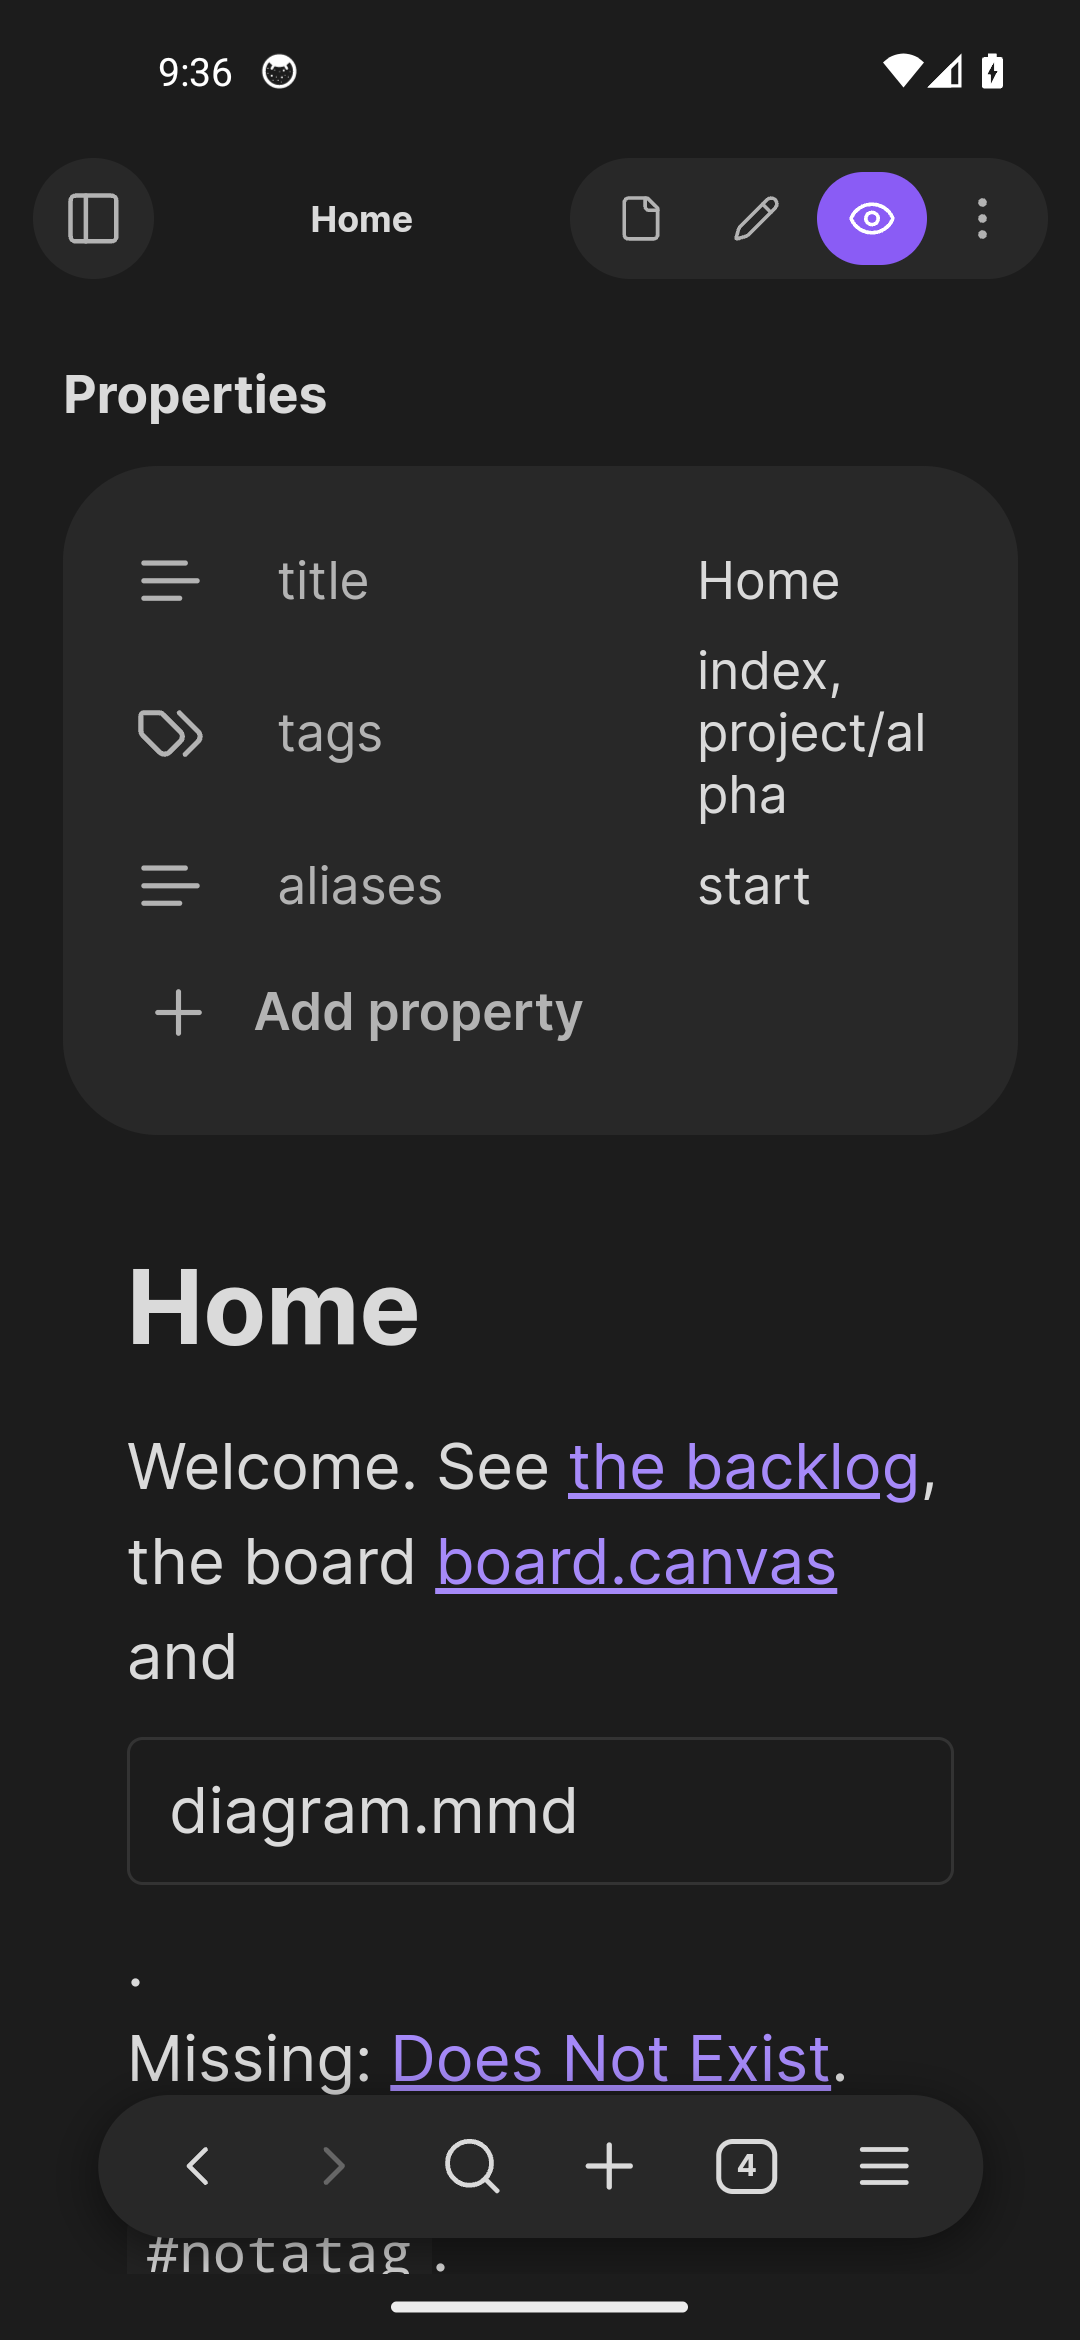 9:36
Home
Properties
title
Home
tags
index,
project/al
pha
aliases
start
Add property
Home
Welcome. See the backlog,
the board board.canvas
and
diagram.mmd
.
Missing: Does Not Exist.
4
#notatag.